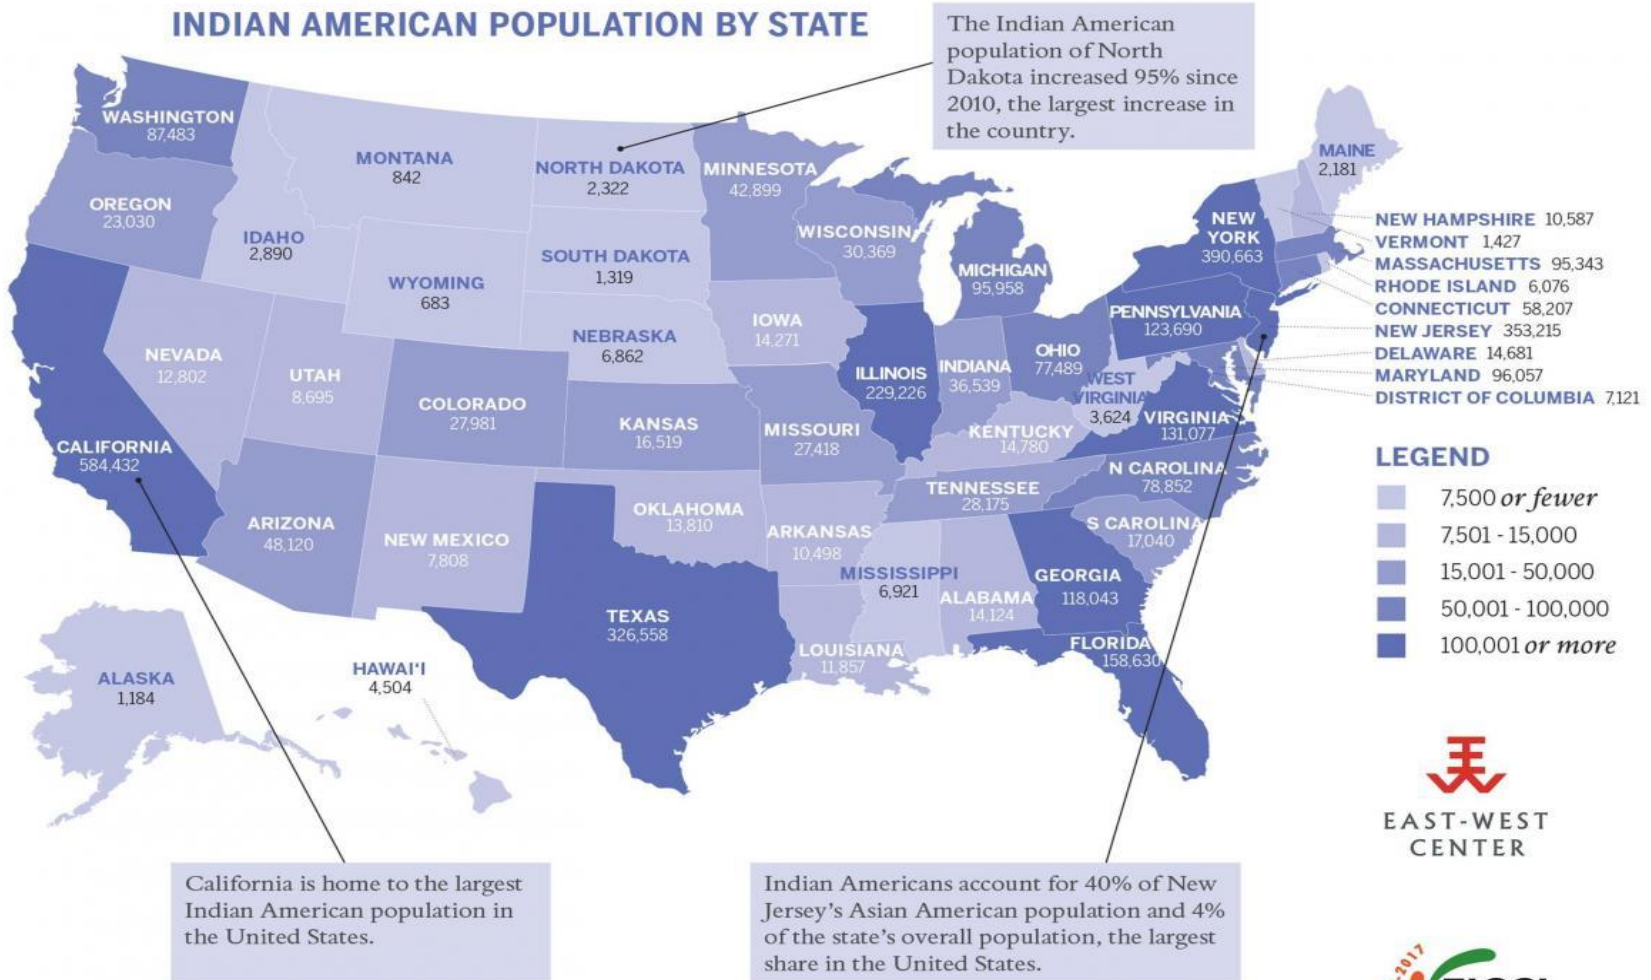 INDIAN AMERICAN POPULATION BY STATE
The Indian American
population of North
Dakota increased 95% since
2010, the largest increase in
the country.
WASHINGTON
87,483
OREGON
23,030
IDAHO
2,890
MONTANA
842
NORTH DAKOTA
2,322
MINNESOTA
42,899
WISCONSIN
30,369
MICHIGAN
95,958
NEW
YORK
390,663
MAINE
2,181
NEW HAMPSHIRE 10,587
VERMONT 1,427
MASSACHUSETTS 95,343
RHODE ISLAND 6,076
CONNECTICUT 58,207
NEW JERSEY 353,215
DELAWARE 14,681
MARYLAND 96,057
DISTRICT OF COLUMBIA 7,121
WYOMING
683
SOUTH DAKOTA
1,319
NEBRASKA
6,862
IOWA
14,271
PENNSYLVANIA
123,690
NEVADA
12,802
UTAH
8,695
COLORADO
27,981
KANSAS
16,519
MISSOURI
27,418
ILLINOIS
229,226
INDIANA
36,539
OHIO
77,489
WEST
VIRGINIA
3,624
VIRGINIA
131,077
KENTUCKY
14,780
CALIFORNIA
584,432
ARIZONA
48,120
NEW MEXICO
7,808
OKLAHOMA
13,810
ARKANSAS
10,498
TENNESSEE
28,175
N CAROLINA
78,852
S CAROLINA
17,040
MISSISSIPPI
6,921
ALABAMA
14,124
GEORGIA
118,043
TEXAS
326,558
LOUISIANA
11,857
FLORIDA
158,630
ALASKA
1,184
HAWAI‘I
4,504
LEGEND
7,500 or fewer
7,501 - 15,000
15,001 - 50,000
50,001 - 100,000
100,001 or more
EAST-WEST
CENTER
California is home to the largest
Indian American population in
the United States.
Indian Americans account for 40% of New
Jersey’s Asian American population and 4%
of the state’s overall population, the largest
share in the United States.